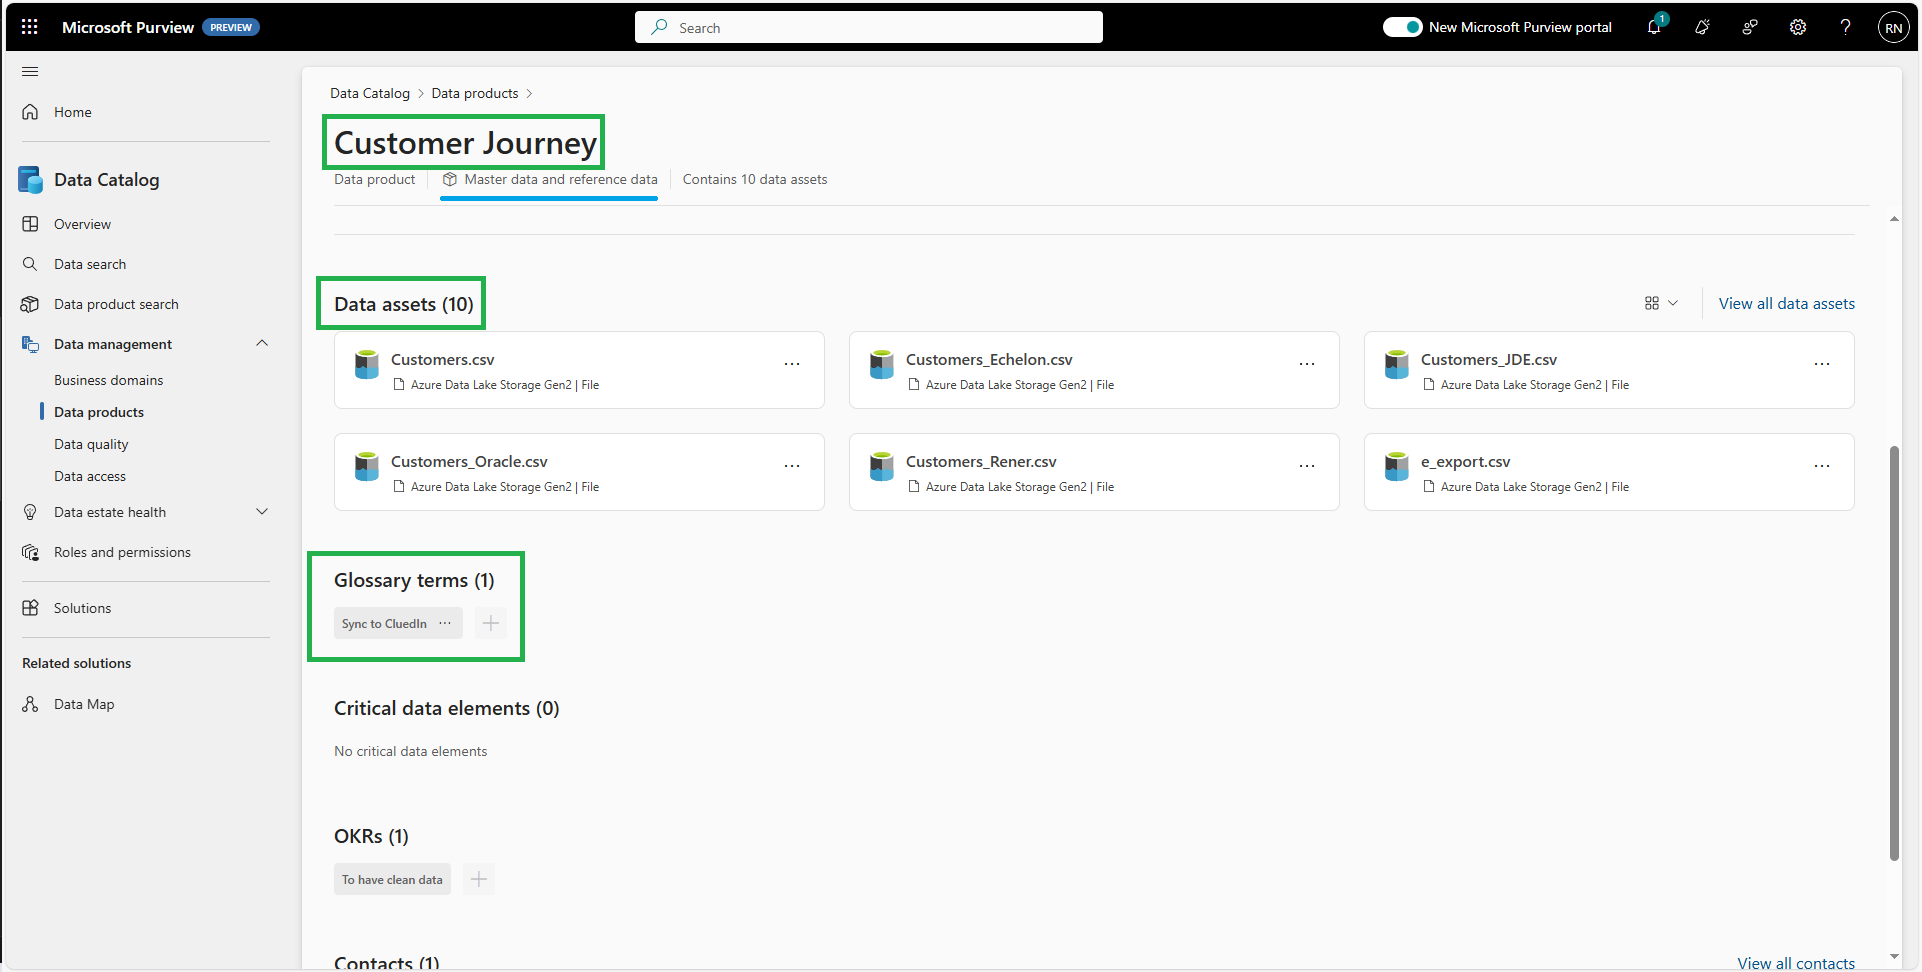 Microsoft Purview PREVIEW
Search
New Microsoft Purview portal
1
RN
Home
Data Catalog
Overview
Data search
Data product search
Data management
Business domains
Data products
Data quality
Data access
Data estate health
Roles and permissions
Solutions
Related solutions
Data Map
Data Catalog > Data products >
Customer Journey
Data product | Master data and reference data | Contains 10 data assets
Data assets (10)
View all data assets
Customers.csv ...
Azure Data Lake Storage Gen2 | File
Customers_Echelon.csv ...
Azure Data Lake Storage Gen2 | File
Customers_JDE.csv ...
Azure Data Lake Storage Gen2 | File
Customers_Oracle.csv ...
Azure Data Lake Storage Gen2 | File
Customers_Rener.csv ...
Azure Data Lake Storage Gen2 | File
e_export.csv ...
Azure Data Lake Storage Gen2 | File
Glossary terms (1)
Sync to CluedIn ... +
Critical data elements (0)
No critical data elements
OKRs (1)
To have clean data +
Contacts (1)
View all contacts